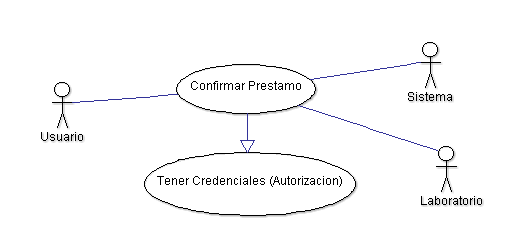 Confirmar Prestamo
Sistema
Usuario
Tener Credenciales (Autorizacion)
Laboratorio